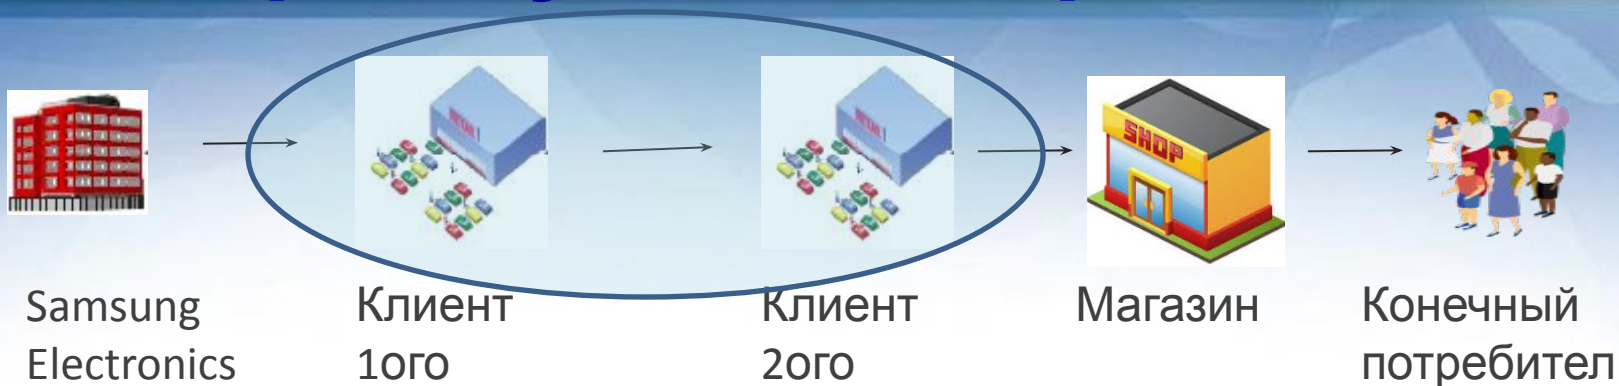 Samsung
Electronics
Клиент
1ого
Клиент
2ого
Магазин
Конечный
потребител
SHOP